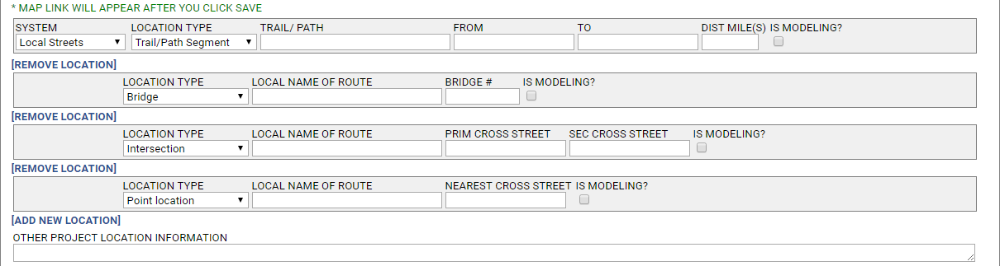 * MAP LINK WILL APPEAR AFTER YOU CLICK SAVE
SYSTEM LOCATION TYPE TRAIL/ PATH FROM TO DIST MILE(S) IS MODELING?
Local Streets Trail/Path Segment
[REMOVE LOCATION]
LOCATION TYPE LOCAL NAME OF ROUTE BRIDGE # IS MODELING?
Bridge
[REMOVE LOCATION]
LOCATION TYPE LOCAL NAME OF ROUTE PRIM CROSS STREET SEC CROSS STREET IS MODELING?
Intersection
[REMOVE LOCATION]
LOCATION TYPE LOCAL NAME OF ROUTE NEAREST CROSS STREET IS MODELING?
Point location
[ADD NEW LOCATION]
OTHER PROJECT LOCATION INFORMATION